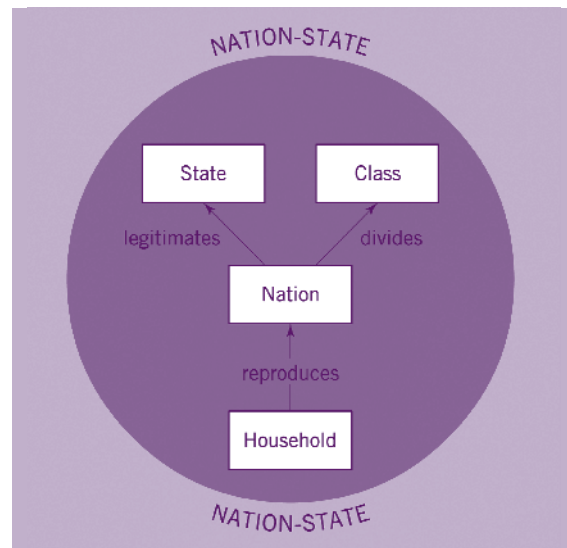 NATION-STATE
State
Class
legitimates
divides
Nation
reproduces
Household
NATION-STATE